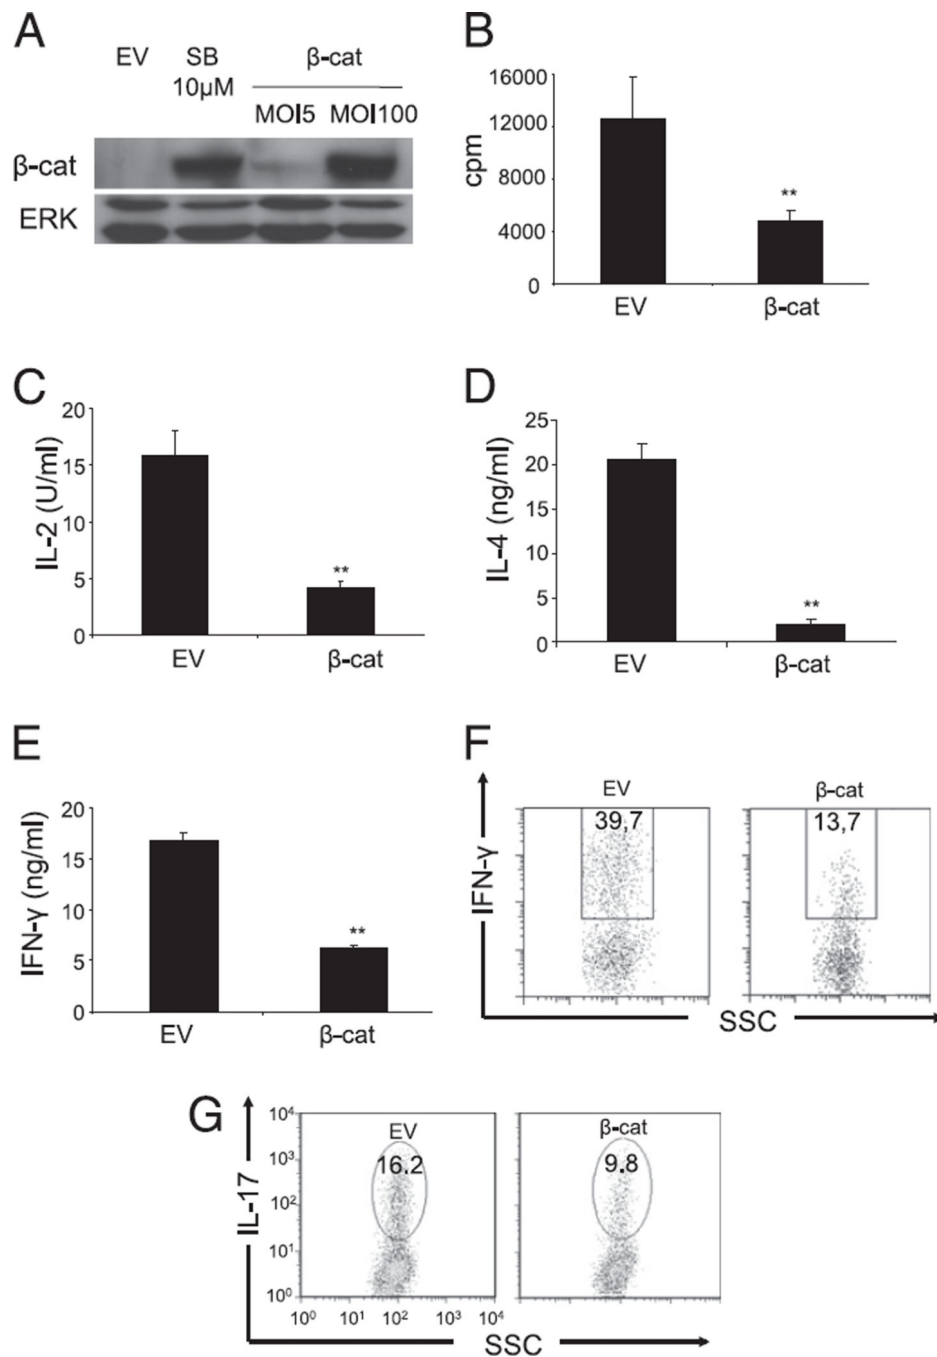 A
EV SB β-cat
10µM
MOI5 MOI100
β-cat
ERK
B
16000
12000
8000
4000
0
cpm
**
EV β-cat
C
20
15
10
5
0
IL-2 (U/ml)
**
EV β-cat
D
25
20
15
10
5
0
IL-4 (ng/ml)
**
EV β-cat
E
20
15
10
5
0
IFN-γ (ng/ml)
**
EV β-cat
F
EV β-cat
39,7 13,7
IFN-γ
SSC
G
EV β-cat
16.2 9.8
IL-17
10⁴
10³
10²
10¹
10⁰
10⁰ 10¹ 10² 10³ 10⁴
SSC